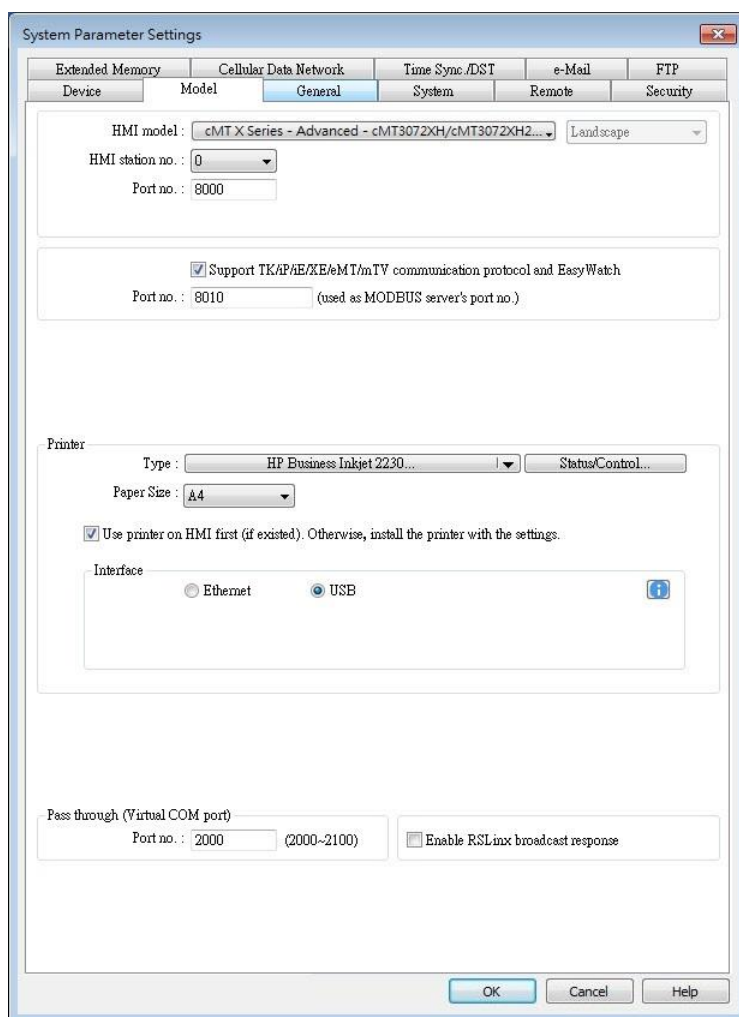 System Parameter Settings
Extended Memory Cellular Data Network Time Sync./DST e-Mail FTP
Device Model General System Remote Security
HMI model : cMT X Series - Advanced - cMT3072XH/cMT3072XH2... Landscape
HMI station no. : 0
Port no. : 8000
Support TK/iP/iE/XE/eMT/mTV communication protocol and EasyWatch
Port no. : 8010 (used as MODBUS server's port no.)
Printer
Type : HP Business Inkjet 2230... Status/Control...
Paper Size : A4
Use printer on HMI first (if existed). Otherwise, install the printer with the settings.
Interface
Ethernet USB
Pass through (Virtual COM port)
Port no. : 2000 (2000~2100) Enable RSLinx broadcast response
OK Cancel Help